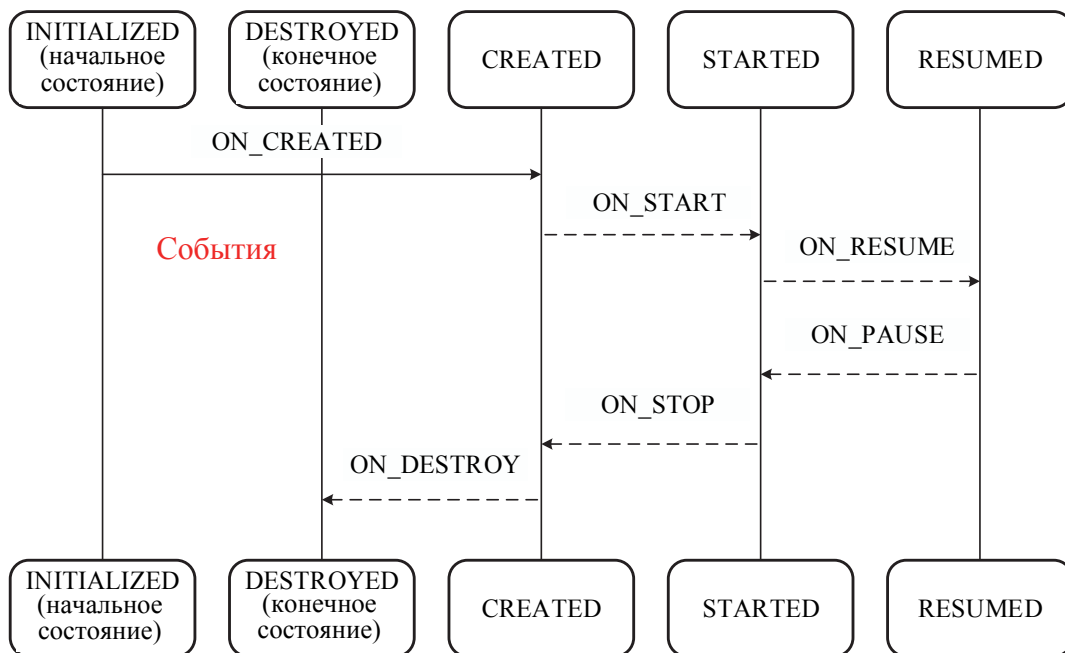 INITIALIZED
(начальное
состояние)
DESTROYED
(конечное
состояние)
CREATED
STARTED
RESUMED
ON_CREATED
ON_START
События
ON_RESUME
ON_PAUSE
ON_STOP
ON_DESTROY
INITIALIZED
(начальное
состояние)
DESTROYED
(конечное
состояние)
CREATED
STARTED
RESUMED